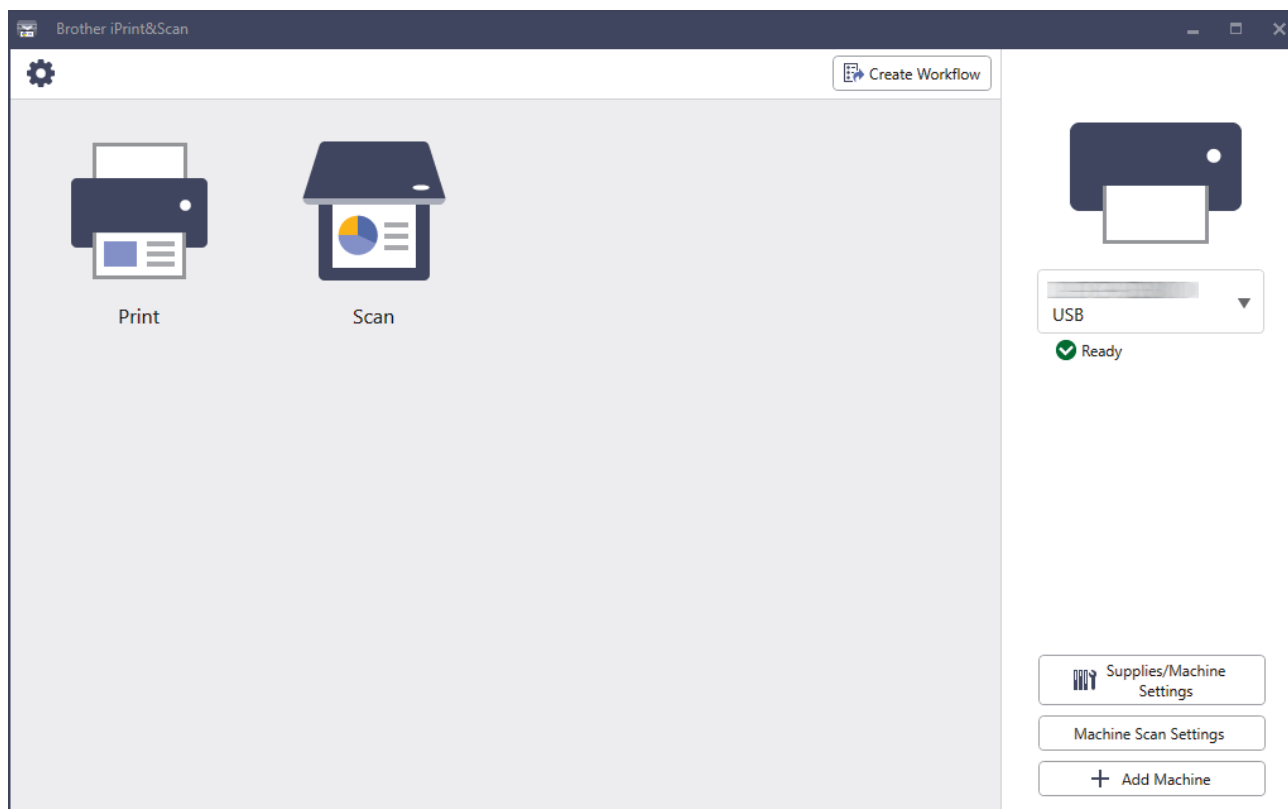 Brother iPrint&Scan
Create Workflow
Print
Scan
USB
Ready
Supplies/Machine
Settings
Machine Scan Settings
Add Machine